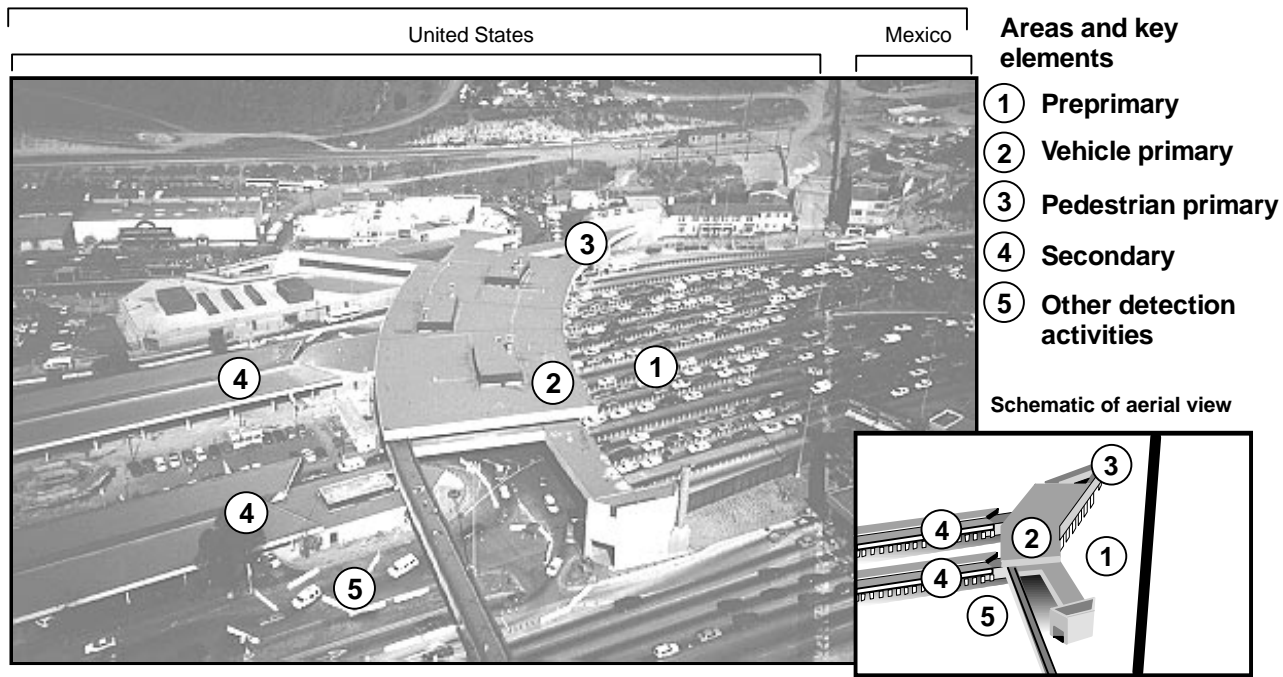 United States
Mexico
Areas and key
elements
1 Preprimary
2 Vehicle primary
3 Pedestrian primary
4 Secondary
5 Other detection
activities
3
4
2
1
4
5
Schematic of aerial view
3
4
2
1
4
5